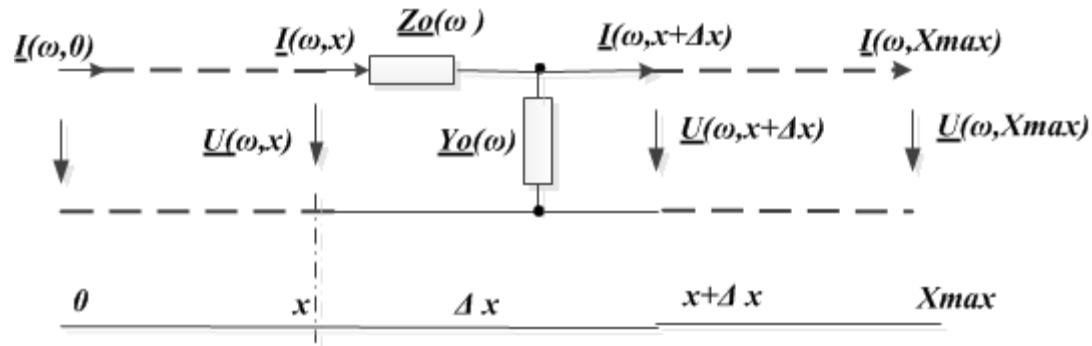 I(ω,0) I(ω,x) Zo(ω ) I(ω,x+Δx) I(ω,Xmax)
U(ω,x) Yo(ω) U(ω,x+Δx) U(ω,Xmax)
0 x Δ x x+Δ x Xmax